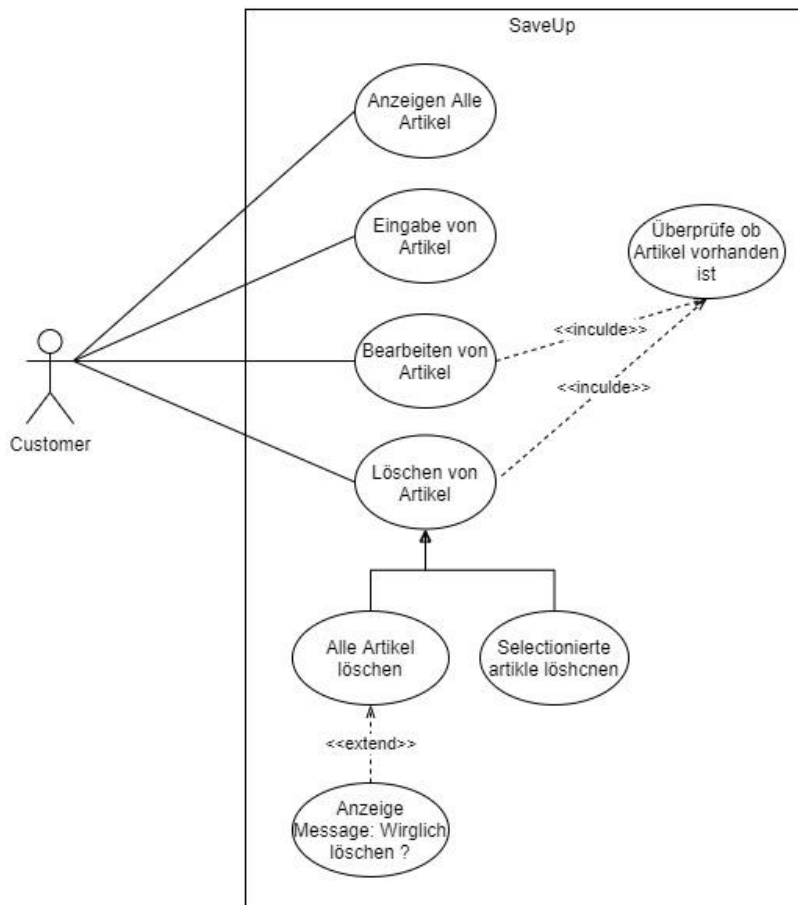 SaveUp
Anzeigen Alle
Artikel
Eingabe von
Artikel
Überprüfe ob
Artikel vorhanden
ist
Bearbeiten von
Artikel
<<inculde>>
<<inculde>>
Customer
Löschen von
Artikel
Alle Artikel
löschen
Selectionierte
artikle löshcnen
<<extend>>
Anzeige
Message: Wirglich
löschen ?